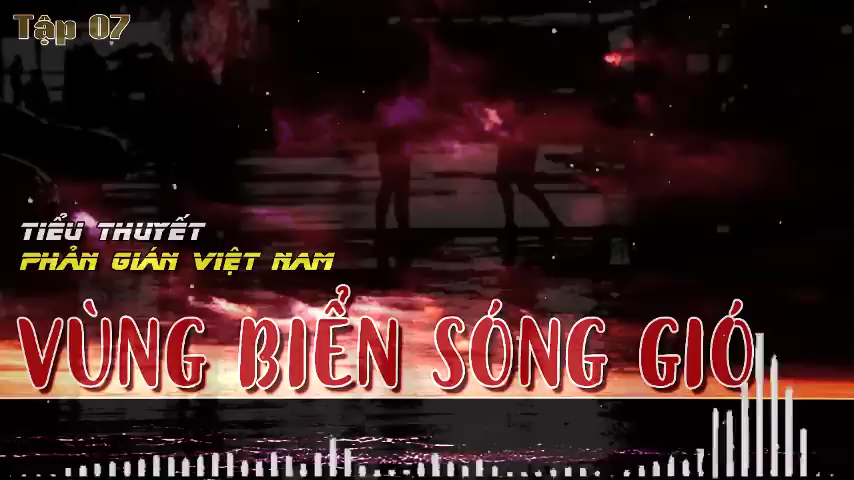 Tập 07
TIỂU THUYẾT
PHẢN GIÁN VIỆT NAM
VÙNG BIỂN SÓNG GIÓ